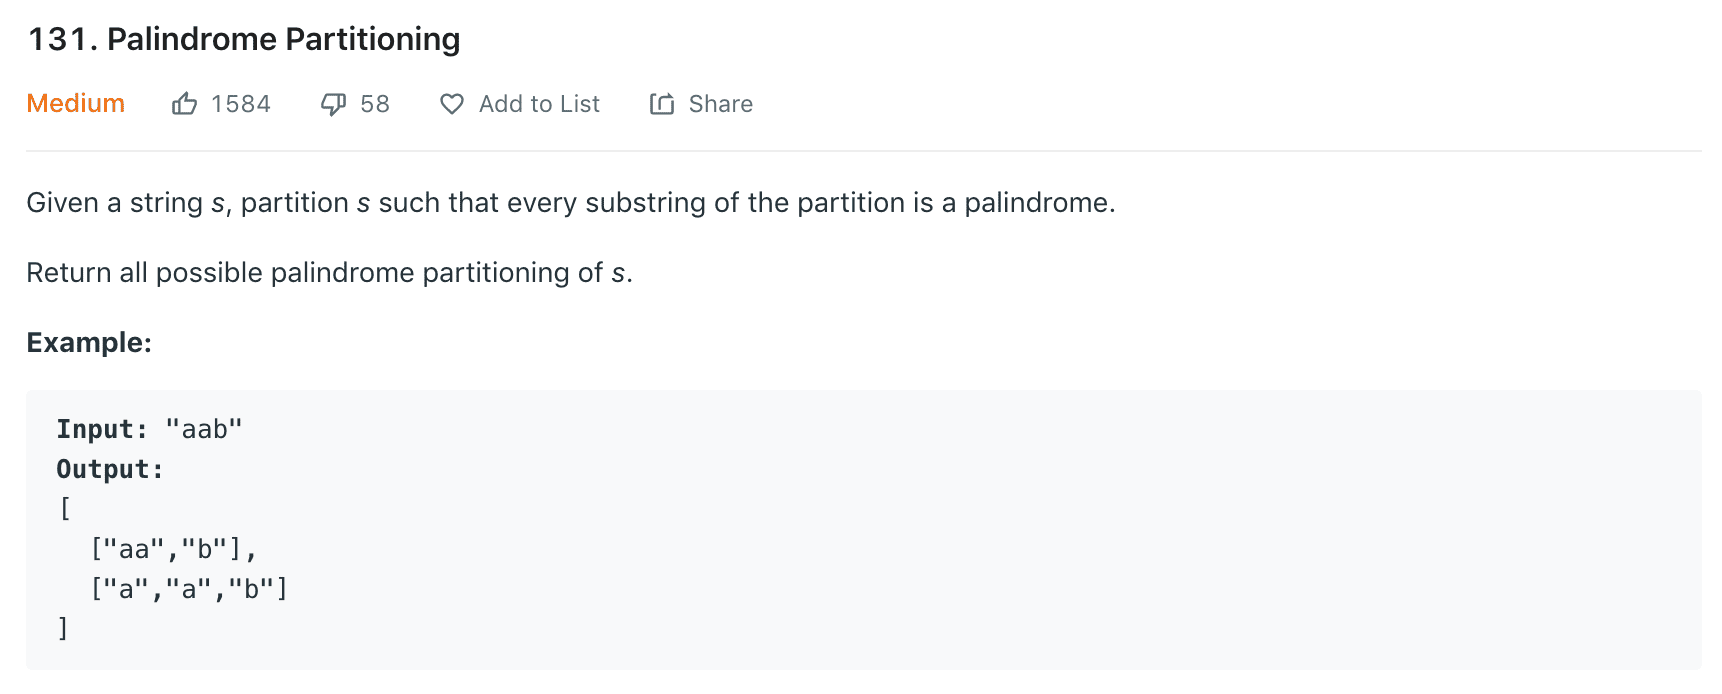 131. Palindrome Partitioning
Medium 1584 58 Add to List Share
Given a string s, partition s such that every substring of the partition is a palindrome.
Return all possible palindrome partitioning of s.
Example:
Input: "aab"
Output:
[
  ["aa","b"],
  ["a","a","b"]
]